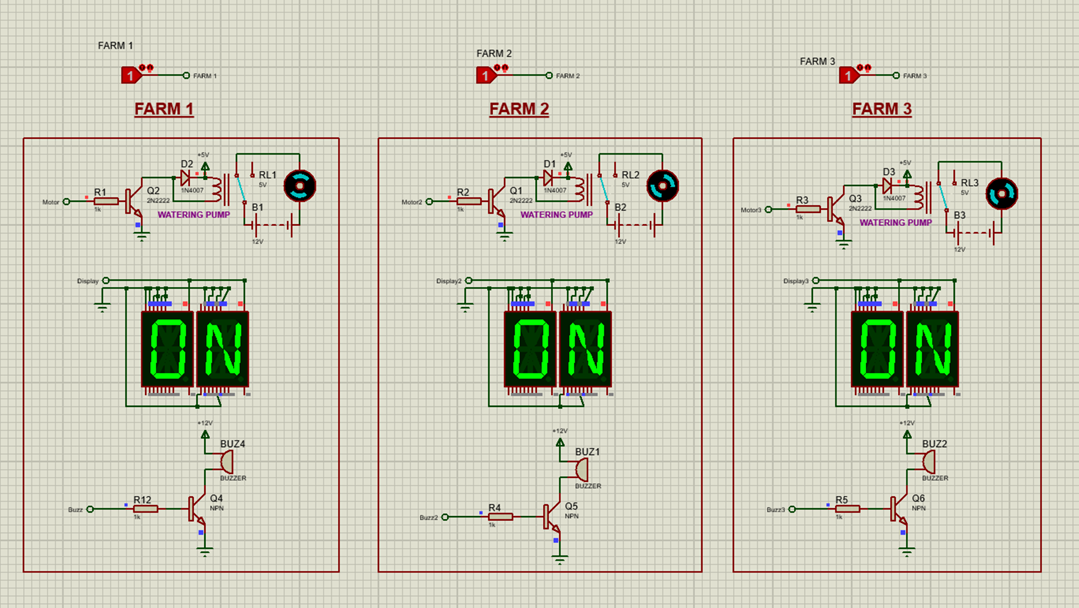 FARM 1
1
FARM 1
FARM 1
D2
+5V
1N4007
RL1
5V
Motor
R1
1k
Q2
2N2222
WATERING PUMP
B1
12V
Display
ON
+12V
BUZ4
BUZZER
Buzz
R12
1k
Q4
NPN
FARM 2
1
FARM 2
FARM 2
D1
+5V
1N4007
RL2
5V
Motor2
R2
1k
Q1
2N2222
WATERING PUMP
B2
12V
Display2
ON
+12V
BUZ1
BUZZER
Buzz2
R4
1k
Q5
NPN
FARM 3
1
FARM 3
FARM 3
D3
+5V
1N4007
RL3
5V
Motor3
R3
1k
Q3
2N2222
WATERING PUMP
B3
12V
Display3
ON
+12V
BUZ2
BUZZER
Buzz3
R5
1k
Q6
NPN